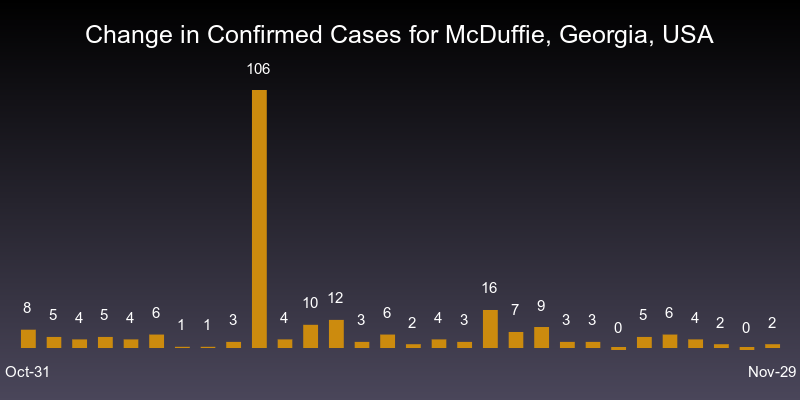 Change in Confirmed Cases for McDuffie, Georgia, USA
106
8 5 4 5 4 6 1 1 3 4 10 12 3 6 2 4 3 16 7 9 3 3 0 5 6 4 2 0 2
Oct-31 Nov-29